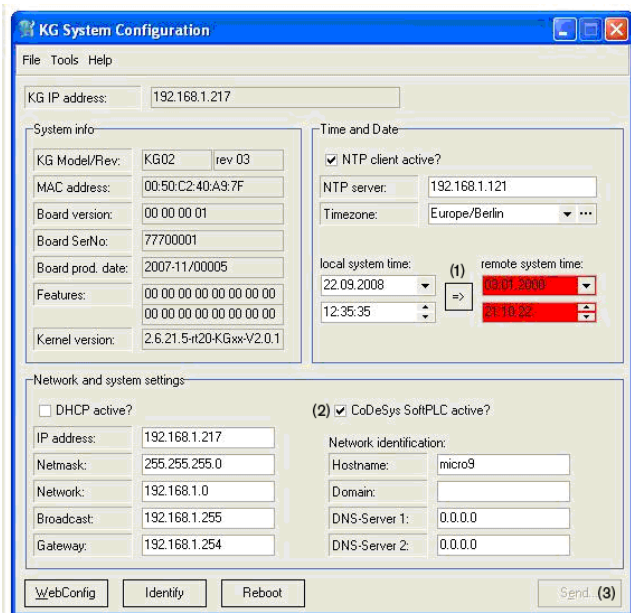 KG System Configuration
File Tools Help
KG IP address: 192.168.1.217
System info
KG Model/Rev: KG02 rev 03
MAC address: 00:50:C2:40:A9:7F
Board version: 00 00 00 01
Board SerNo: 77700001
Board prod. date: 2007-11/00005
Features: 00 00 00 00 00 00 00 00
00 00 00 00 00 00 00 00
Kernel version: 2.6.21.5-rt20-KGxx-V2.0.1
Time and Date
NTP client active?
NTP server: 192.168.1.121
Timezone: Europe/Berlin
local system time: (1) remote system time:
22.09.2008 => 03.01.2000
12:35:35 21:10:22
Network and system settings
DHCP active?
IP address: 192.168.1.217
Netmask: 255.255.255.0
Network: 192.168.1.0
Broadcast: 192.168.1.255
Gateway: 192.168.1.254
(2) CoDeSys SoftPLC active?
Network identification:
Hostname: micro9
Domain:
DNS-Server 1: 0.0.0.0
DNS-Server 2: 0.0.0.0
WebConfig Identify Reboot Send (3)